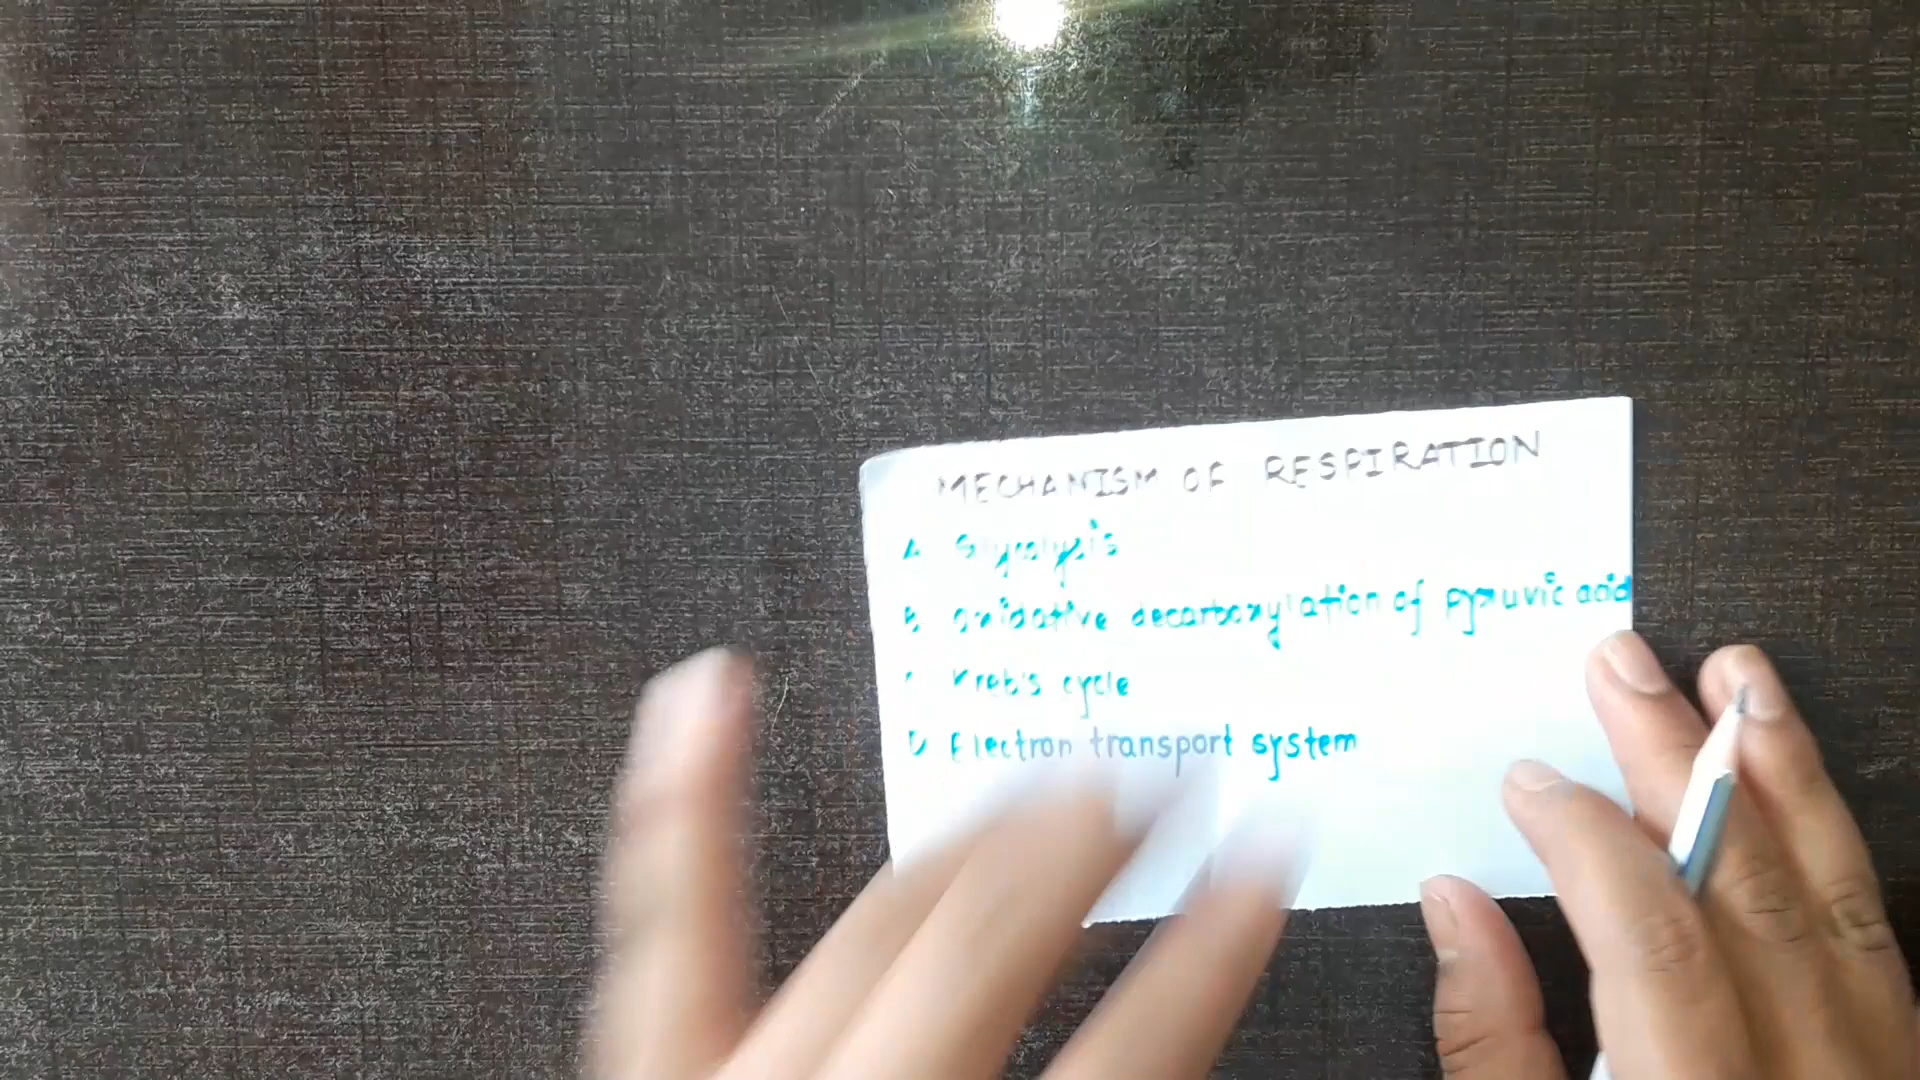 MECHANISM OF RESPIRATION
A Glycolysis
B Oxidative decarboxylation of pyruvic acid
C Kreb's cycle
D Electron transport system